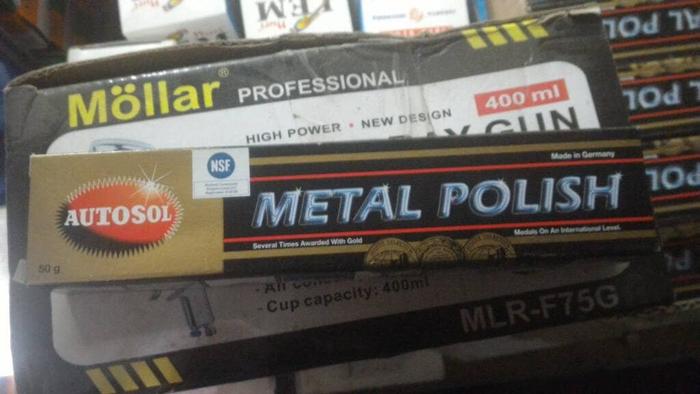 Möllar® PROFESSIONAL
400 ml
HIGH POWER • NEW DESIGN
GUN
NSF
Made in Germany
AUTOSOL
METAL POLISH
Several Times Awarded With Gold
Medals On An International Level.
50 g
- Cup capacity: 400ml
MLR-F75G